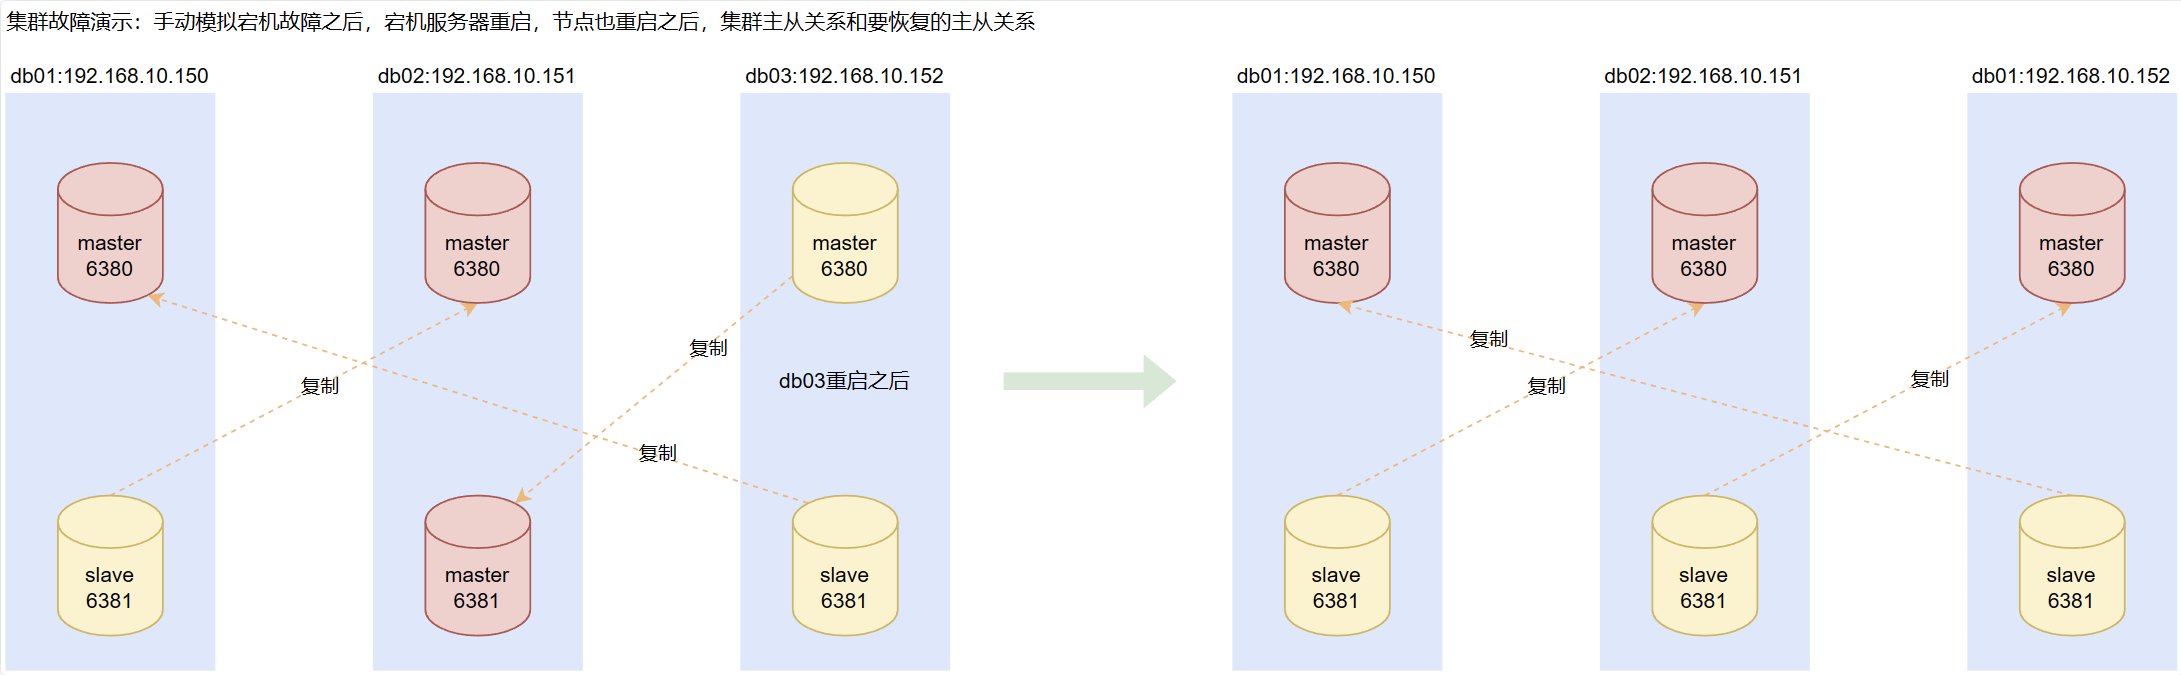 集群故障演示：手动模拟宕机故障之后，宕机服务器重启，节点也重启之后，集群主从关系和要恢复的主从关系
db01:192.168.10.150
db02:192.168.10.151
db03:192.168.10.152
db01:192.168.10.150
db02:192.168.10.151
db01:192.168.10.152
master
6380
master
6380
master
6380
master
6380
master
6380
master
6380
复制
复制
db03重启之后
复制
复制
复制
复制
slave
6381
master
6381
slave
6381
slave
6381
slave
6381
slave
6381